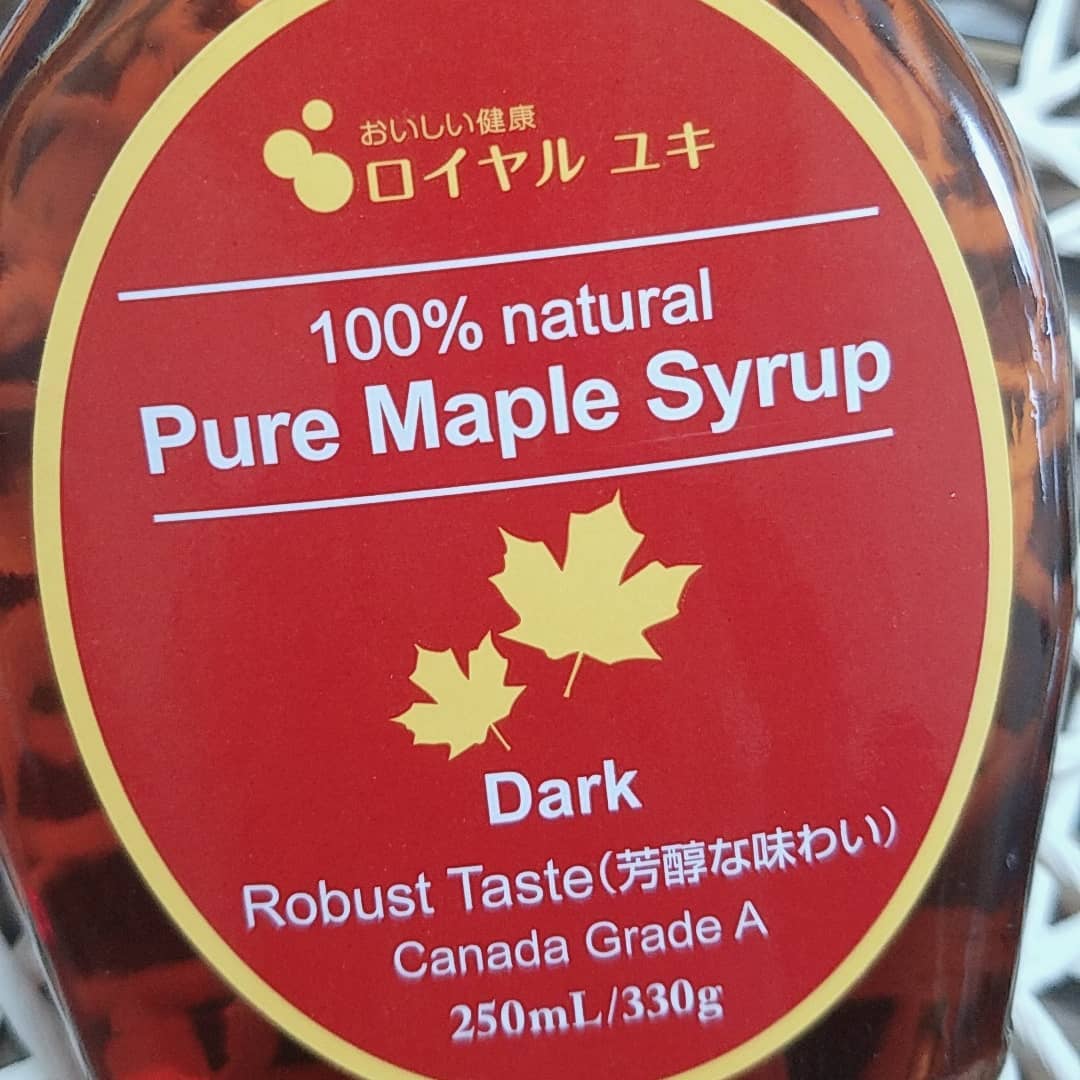 おいしい健康
ロイヤル ユキ
100% natural
Pure Maple Syrup
Dark
Robust Taste(芳醇な味わい)
Canada Grade A
250mL/330g